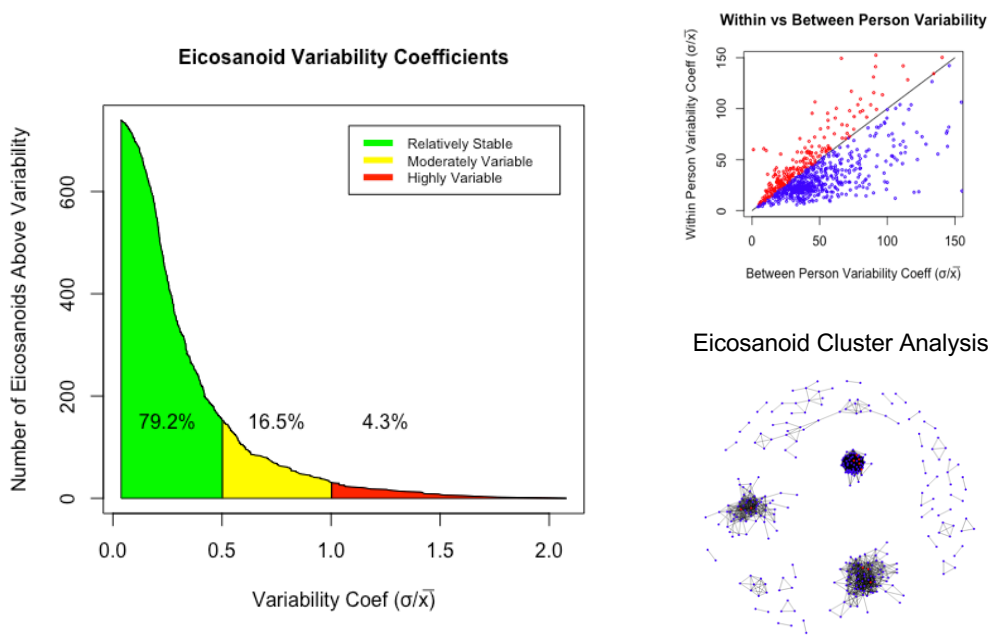 Eicosanoid Variability Coefficients
Number of Eicosanoids Above Variability
600
400
200
0
Relatively Stable
Moderately Variable
Highly Variable
79.2%
16.5%
4.3%
0.0
0.5
1.0
1.5
2.0
Variability Coef (σ/x̅)
Within vs Between Person Variability
Within Person Variability Coeff (σ/x̅)
150
100
50
0
0
50
100
150
Between Person Variability Coeff (σ/x̅)
Eicosanoid Cluster Analysis